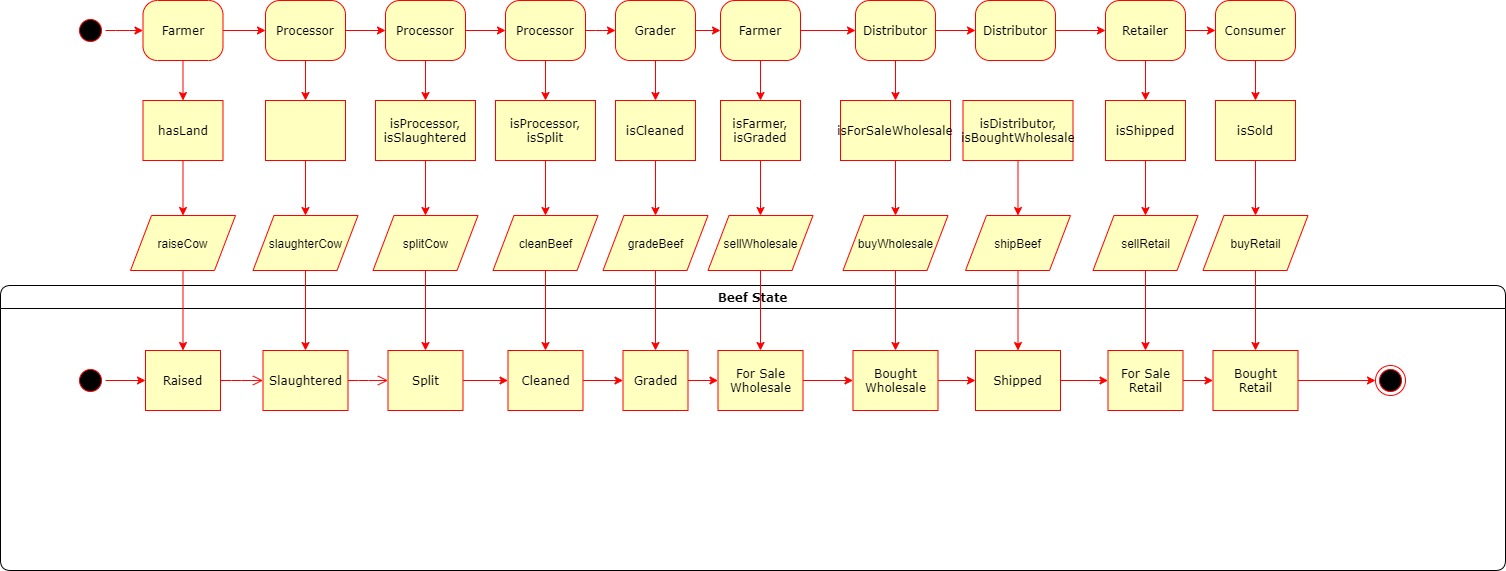 Farmer
Processor
Processor
Processor
Grader
Farmer
Distributor
Distributor
Retailer
Consumer
hasLand
isProcessor,
isSlaughtered
isProcessor,
isSplit
isCleaned
isFarmer,
isGraded
isForSaleWholesale
isDistributor,
isBoughtWholesale
isShipped
isSold
raiseCow
slaughterCow
splitCow
cleanBeef
gradeBeef
sellWholesale
buyWholesale
shipBeef
sellRetail
buyRetail
Beef State
Raised
Slaughtered
Split
Cleaned
Graded
For Sale
Wholesale
Bought
Wholesale
Shipped
For Sale
Retail
Bought
Retail